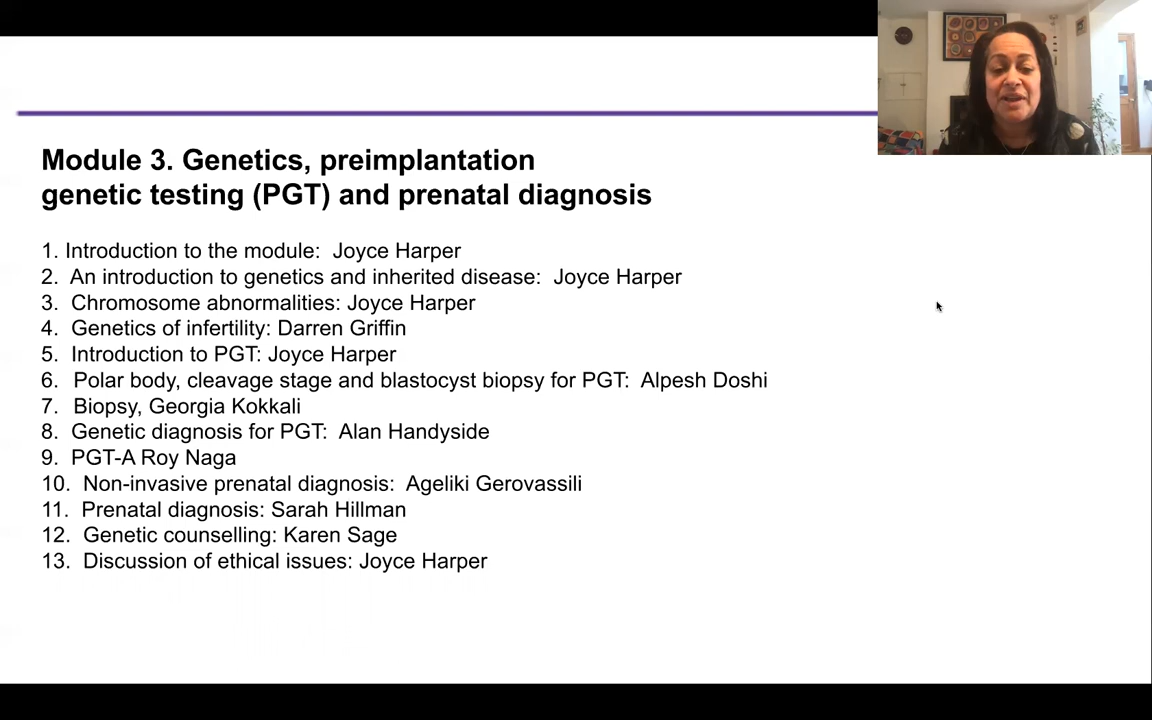 Module 3. Genetics, preimplantation
genetic testing (PGT) and prenatal diagnosis
1. Introduction to the module: Joyce Harper
2. An introduction to genetics and inherited disease: Joyce Harper
3. Chromosome abnormalities: Joyce Harper
4. Genetics of infertility: Darren Griffin
5. Introduction to PGT: Joyce Harper
6. Polar body, cleavage stage and blastocyst biopsy for PGT: Alpesh Doshi
7. Biopsy, Georgia Kokkali
8. Genetic diagnosis for PGT: Alan Handyside
9. PGT-A Roy Naga
10. Non-invasive prenatal diagnosis: Ageliki Gerovassili
11. Prenatal diagnosis: Sarah Hillman
12. Genetic counselling: Karen Sage
13. Discussion of ethical issues: Joyce Harper